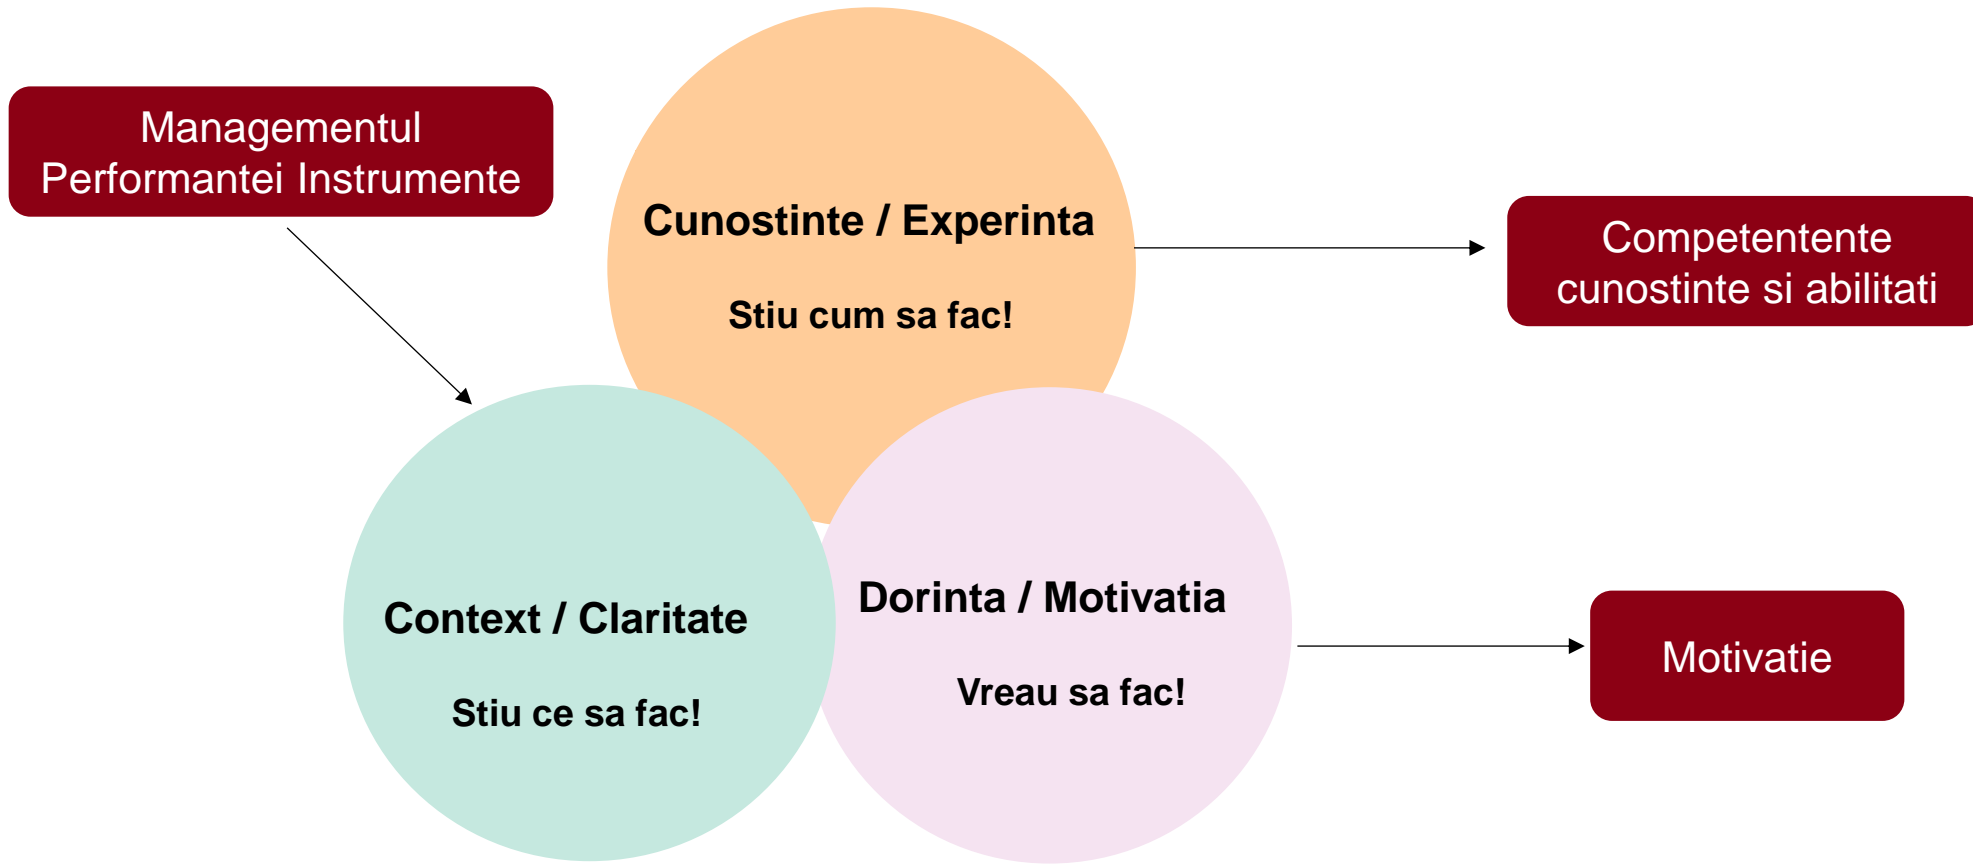 Managementul
Performantei Instrumente
Cunostinte / Experinta
Stiu cum sa fac!
Competentente
cunostinte si abilitati
Context / Claritate
Stiu ce sa fac!
Dorinta / Motivatia
Vreau sa fac!
Motivatie